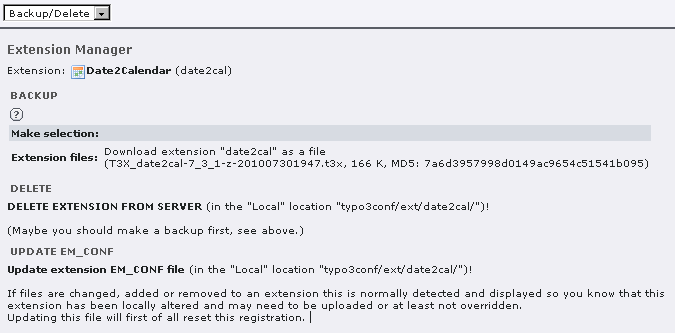 Backup/Delete
Extension Manager
Extension: Date2Calendar (date2cal)
BACKUP
?
Make selection:
Extension files: Download extension "date2cal" as a file
(T3X_date2cal-7_3_1-z-201007301947.t3x, 166 K, MD5: 7a6d3957998d0149ac9654c51541b095)
DELETE
DELETE EXTENSION FROM SERVER (in the "Local" location "typo3conf/ext/date2cal/")!
(Maybe you should make a backup first, see above.)
UPDATE EM_CONF
Update extension EM_CONF file (in the "Local" location "typo3conf/ext/date2cal/")!
If files are changed, added or removed to an extension this is normally detected and displayed so you know that this
extension has been locally altered and may need to be uploaded or at least not overridden.
Updating this file will first of all reset this registration.